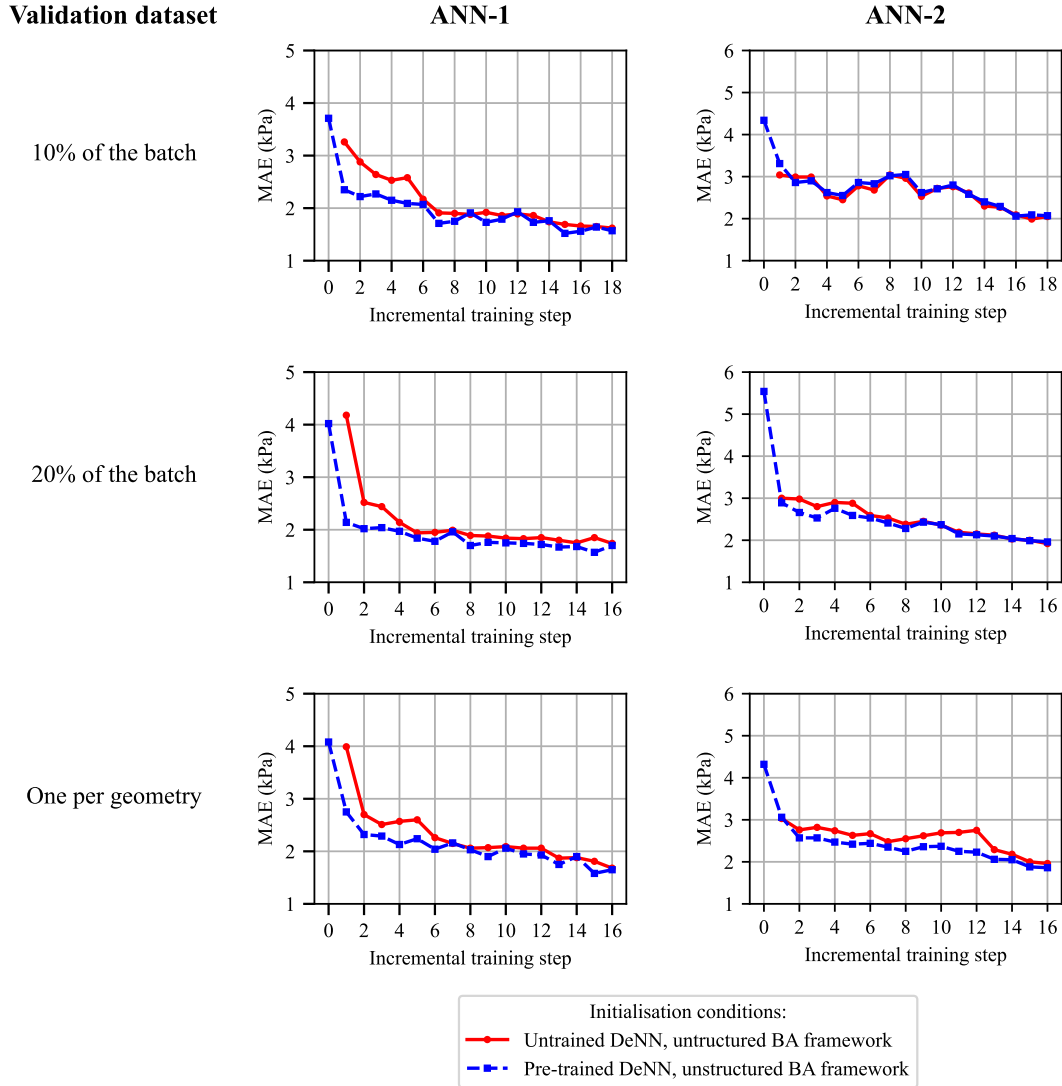 Validation dataset
ANN-1
ANN-2
10% of the batch
5
4
3
2
1
MAE (kPa)
0 2 4 6 8 10 12 14 16 18
Incremental training step
6
5
4
3
2
1
MAE (kPa)
0 2 4 6 8 10 12 14 16 18
Incremental training step
20% of the batch
5
4
3
2
1
MAE (kPa)
0 2 4 6 8 10 12 14 16
Incremental training step
6
5
4
3
2
1
MAE (kPa)
0 2 4 6 8 10 12 14 16
Incremental training step
One per geometry
5
4
3
2
1
MAE (kPa)
0 2 4 6 8 10 12 14 16
Incremental training step
6
5
4
3
2
1
MAE (kPa)
0 2 4 6 8 10 12 14 16
Incremental training step
Initialisation conditions:
Untrained DeNN, untructured BA framework
Pre-trained DeNN, unstructured BA framework